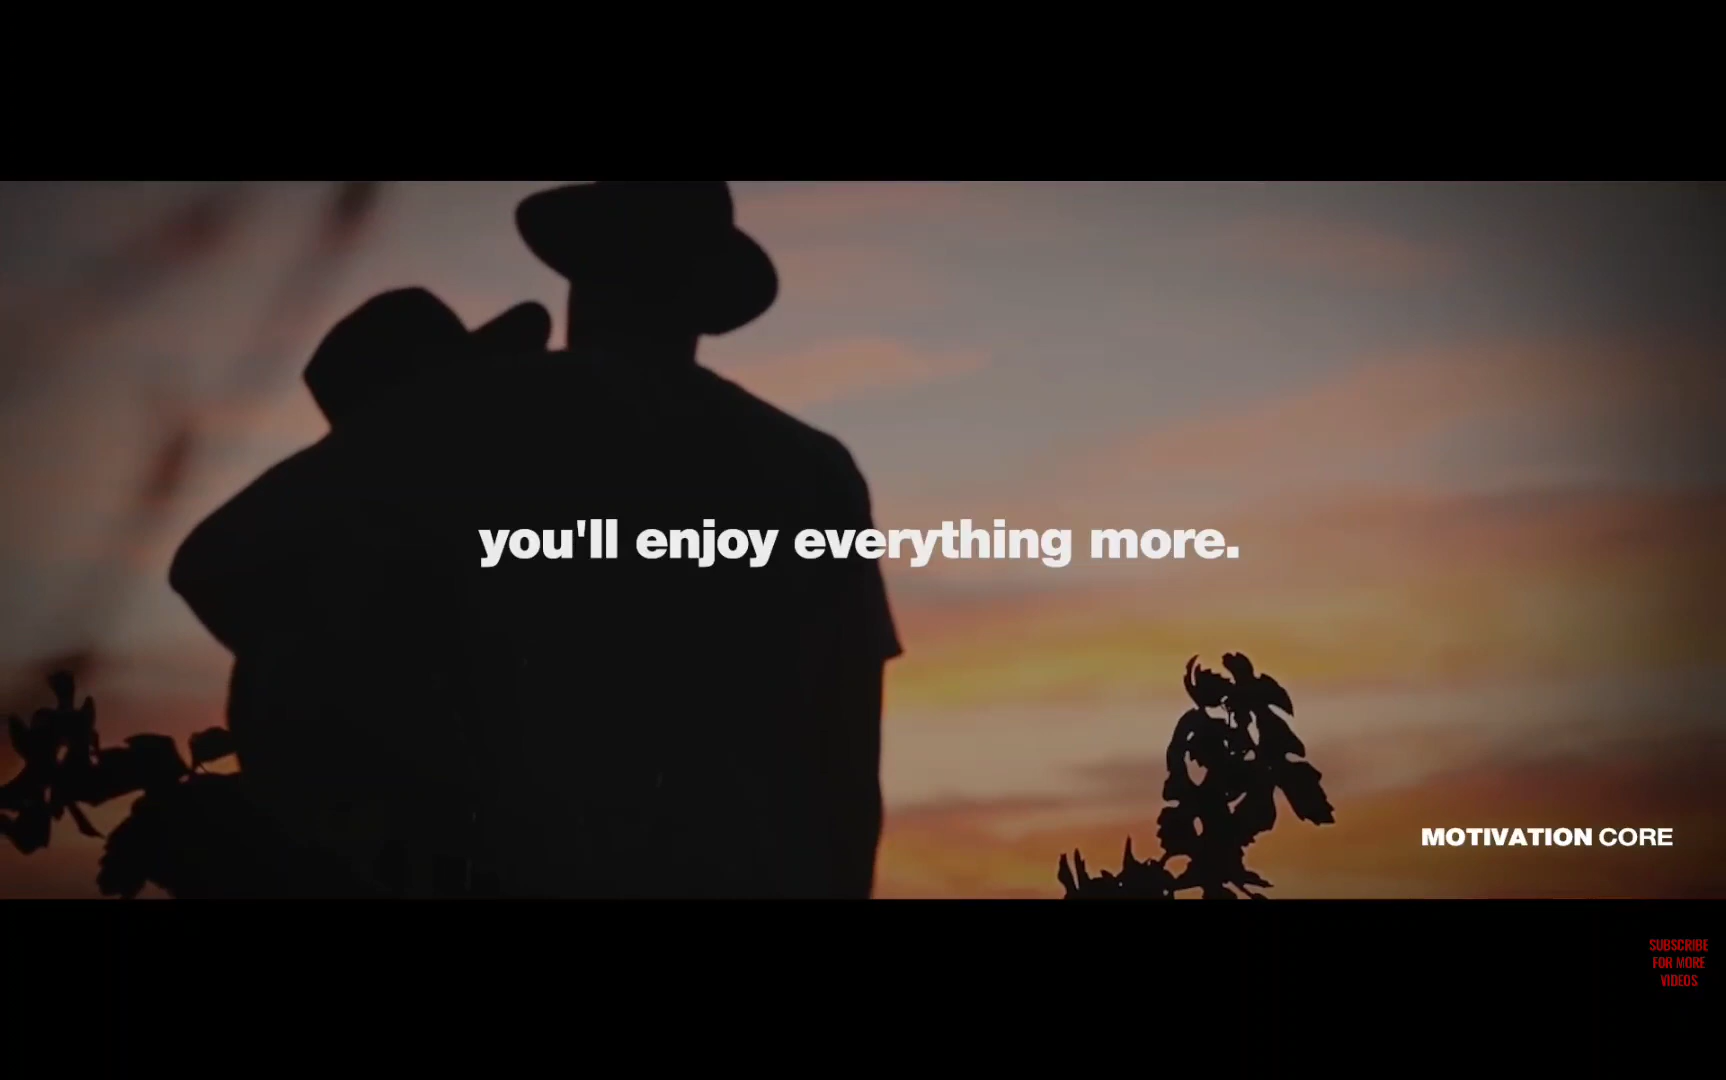 you'll enjoy everything more.
MOTIVATION CORE
SUBSCRIBE
FOR MORE
VIDEOS